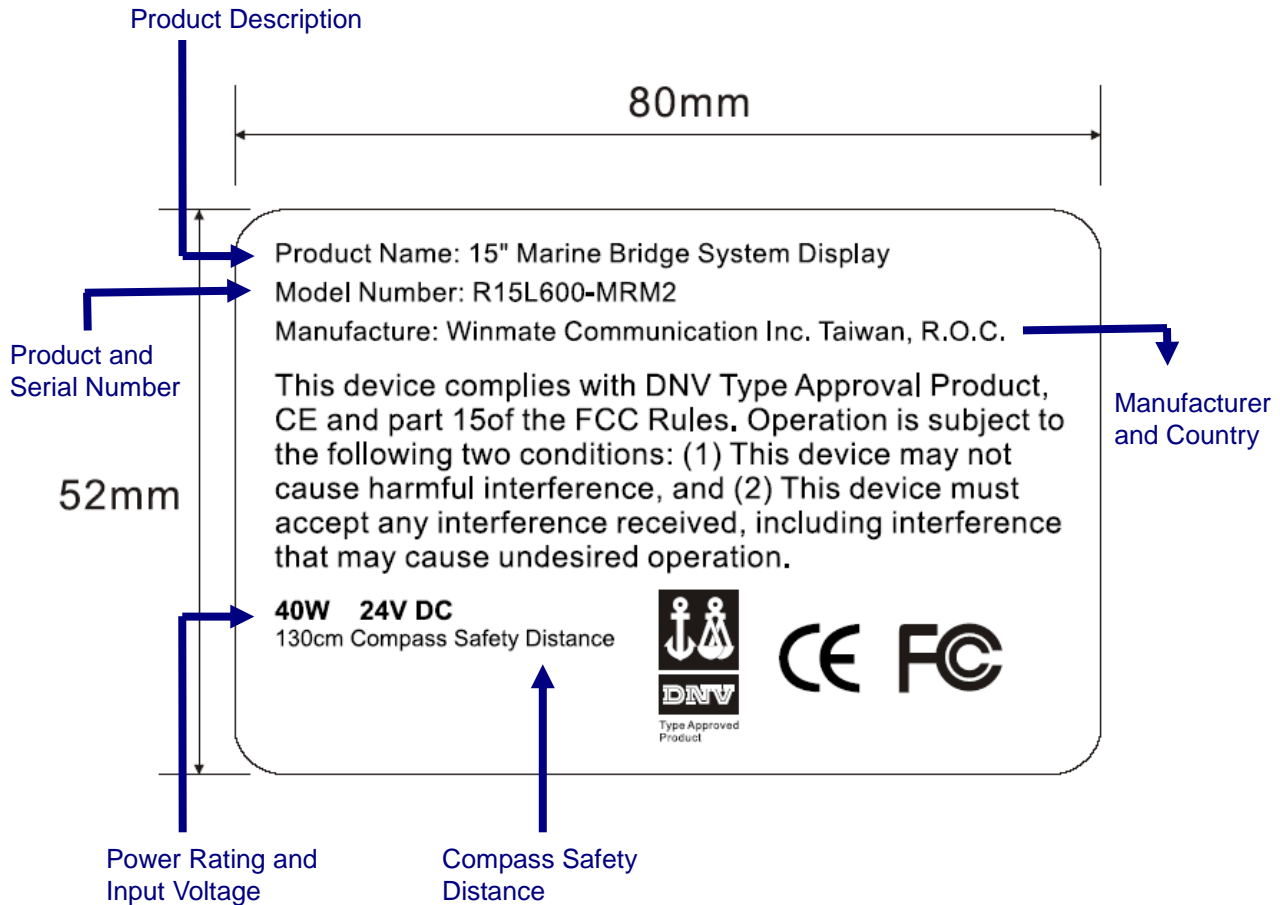 Product Description
80mm
Product Name: 15" Marine Bridge System Display
Model Number: R15L600-MRM2
Manufacture: Winmate Communication Inc. Taiwan, R.O.C.
Product and
Serial Number
Manufacturer
and Country
This device complies with DNV Type Approval Product,
CE and part 15of the FCC Rules. Operation is subject to
the following two conditions: (1) This device may not
cause harmful interference, and (2) This device must
accept any interference received, including interference
that may cause undesired operation.
52mm
40W 24V DC
130cm Compass Safety Distance
DNV
Type Approved
Product
CE FC
Power Rating and
Input Voltage
Compass Safety
Distance